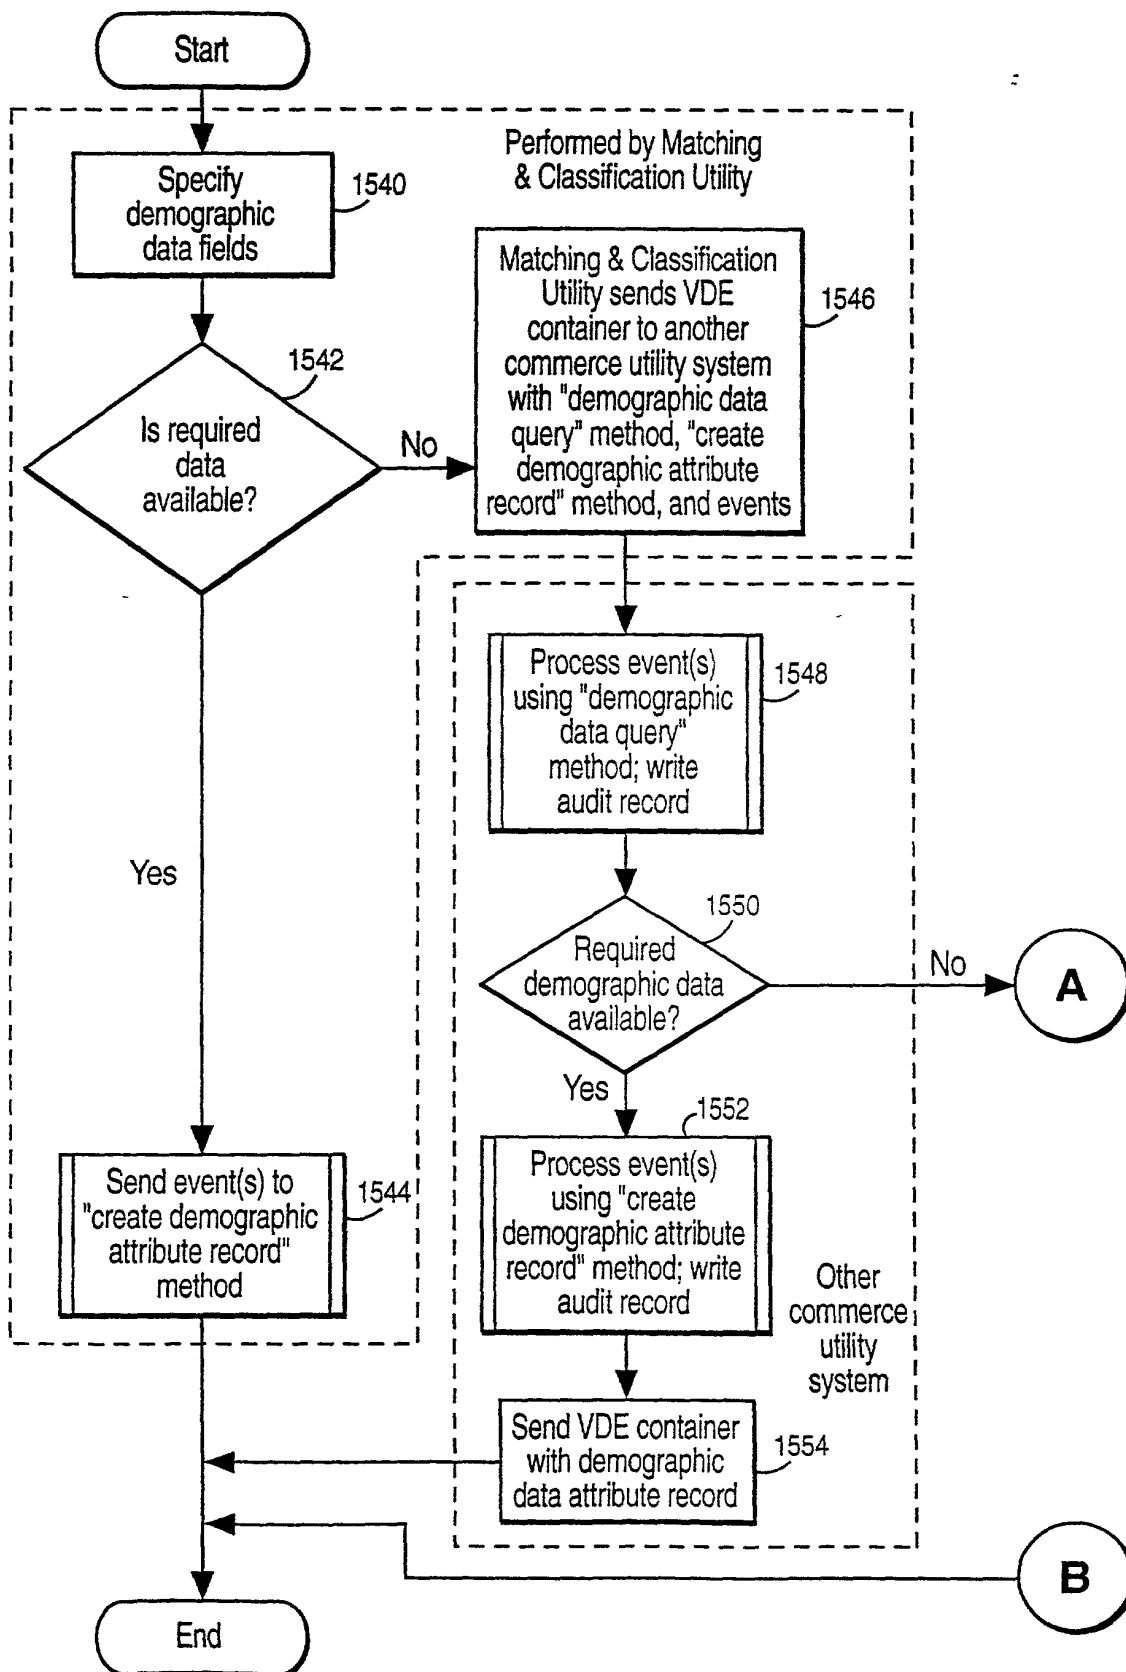 Start
Performed by Matching
& Classification Utility
Specify
demographic
data fields
1540
Matching & Classification
Utility sends VDE
container to another
commerce utility system
with "demographic data
query" method, "create
demographic attribute
record" method, and events
1546
1542
Is required
data
available?
No
Process event(s)
using "demographic
data query"
method; write
audit record
1548
Yes
1550
Required
demographic data
available?
No
A
Yes
1552
Process event(s)
using "create
demographic attribute
record" method; write
audit record
Send event(s) to
"create demographic
attribute record"
method
1544
Other
commerce
utility
system
Send VDE container
with demographic
data attribute record
1554
B
End